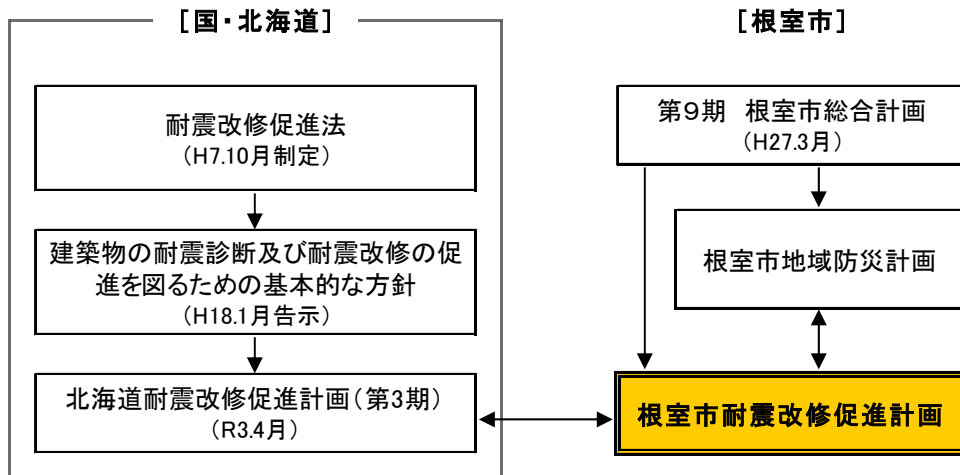 ［国・北海道］
耐震改修促進法
（H7.10月制定）
建築物の耐震診断及び耐震改修の促
進を図るための基本的な方針
（H18.1月告示）
北海道耐震改修促進計画（第3期）
（R3.4月）
［根室市］
第９期　根室市総合計画
（H27.3月）
根室市地域防災計画
根室市耐震改修促進計画